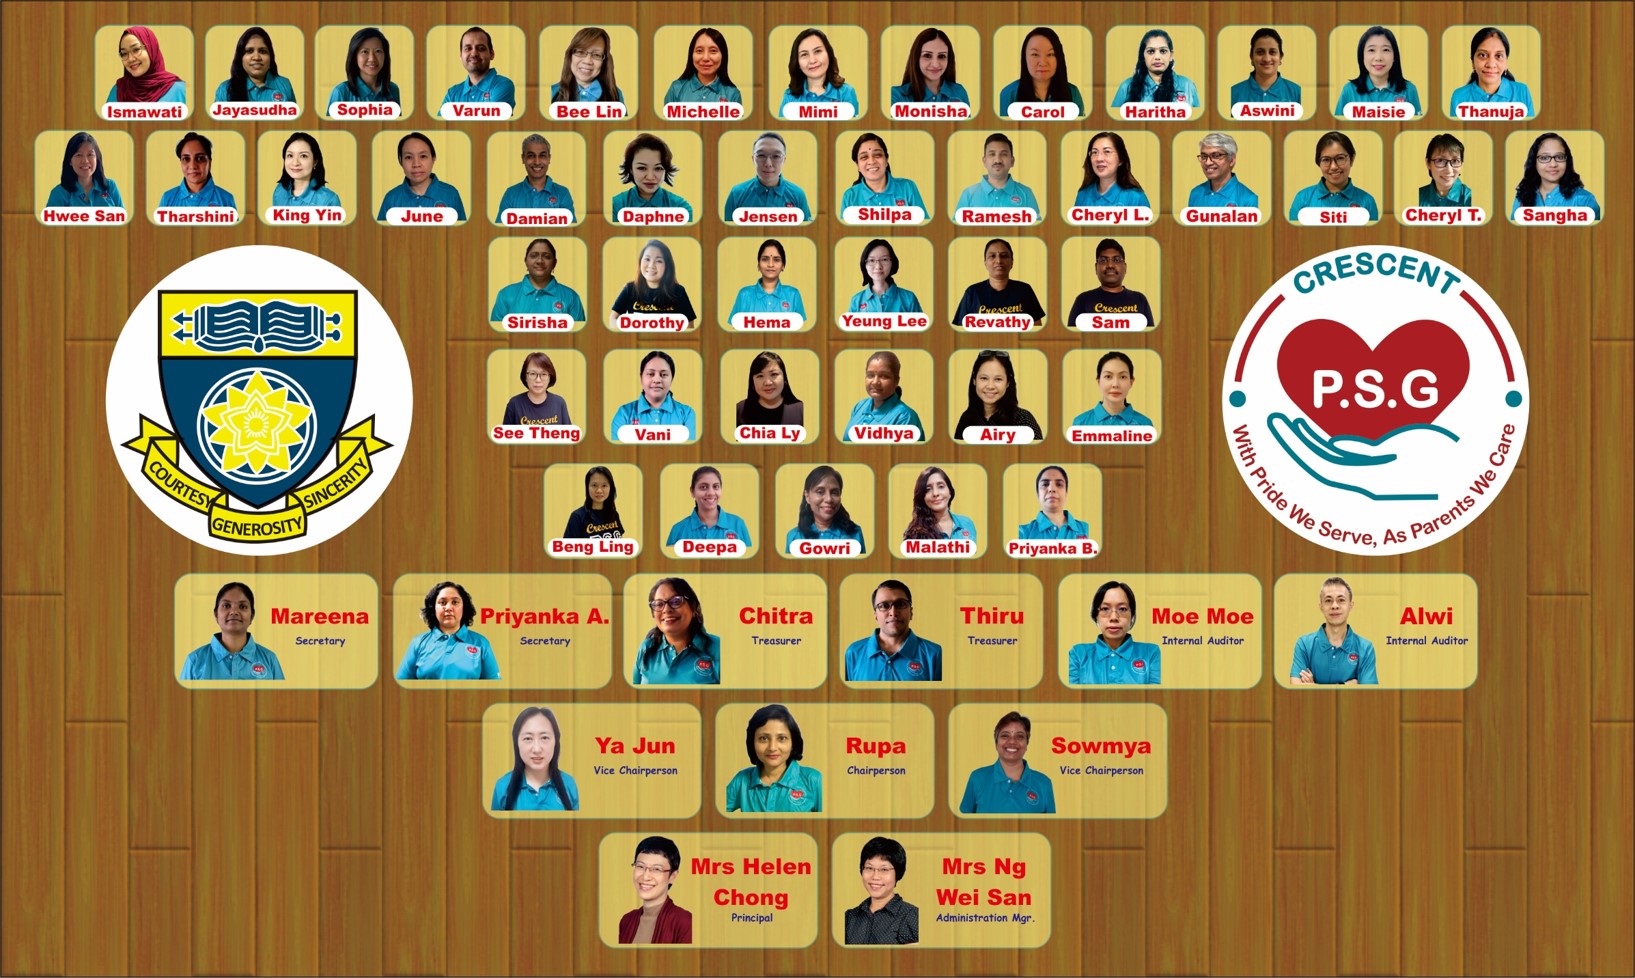 Ismawati
Jayasudha
Sophia
Varun
Bee Lin
Michelle
Mimi
Monisha
Carol
Haritha
Aswini
Maisie
Thanuja
Hwee San
Tharshini
King Yin
June
Damian
Daphne
Jensen
Shilpa
Ramesh
Cheryl L.
Gunalan
Siti
Cheryl T.
Sangha
Crescent
Crescent
Crescent
Sirisha
Dorothy
Hema
Yeung Lee
Revathy
Sam
Crescent
See Theng
Vani
Chia Ly
Vidhya
Airy
Emmaline
COURTESY
GENEROSITY
SINCERITY
CRESCENT
P.S.G
With Pride We Serve, As Parents We Care
Crescent
Beng Ling
Deepa
Gowri
Malathi
Priyanka B.
Mareena
Secretary
Priyanka A.
Secretary
Chitra
Treasurer
Thiru
Treasurer
Moe Moe
Internal Auditor
Alwi
Internal Auditor
Ya Jun
Vice Chairperson
Rupa
Chairperson
Sowmya
Vice Chairperson
Mrs Helen
Chong
Principal
Mrs Ng
Wei San
Administration Mgr.